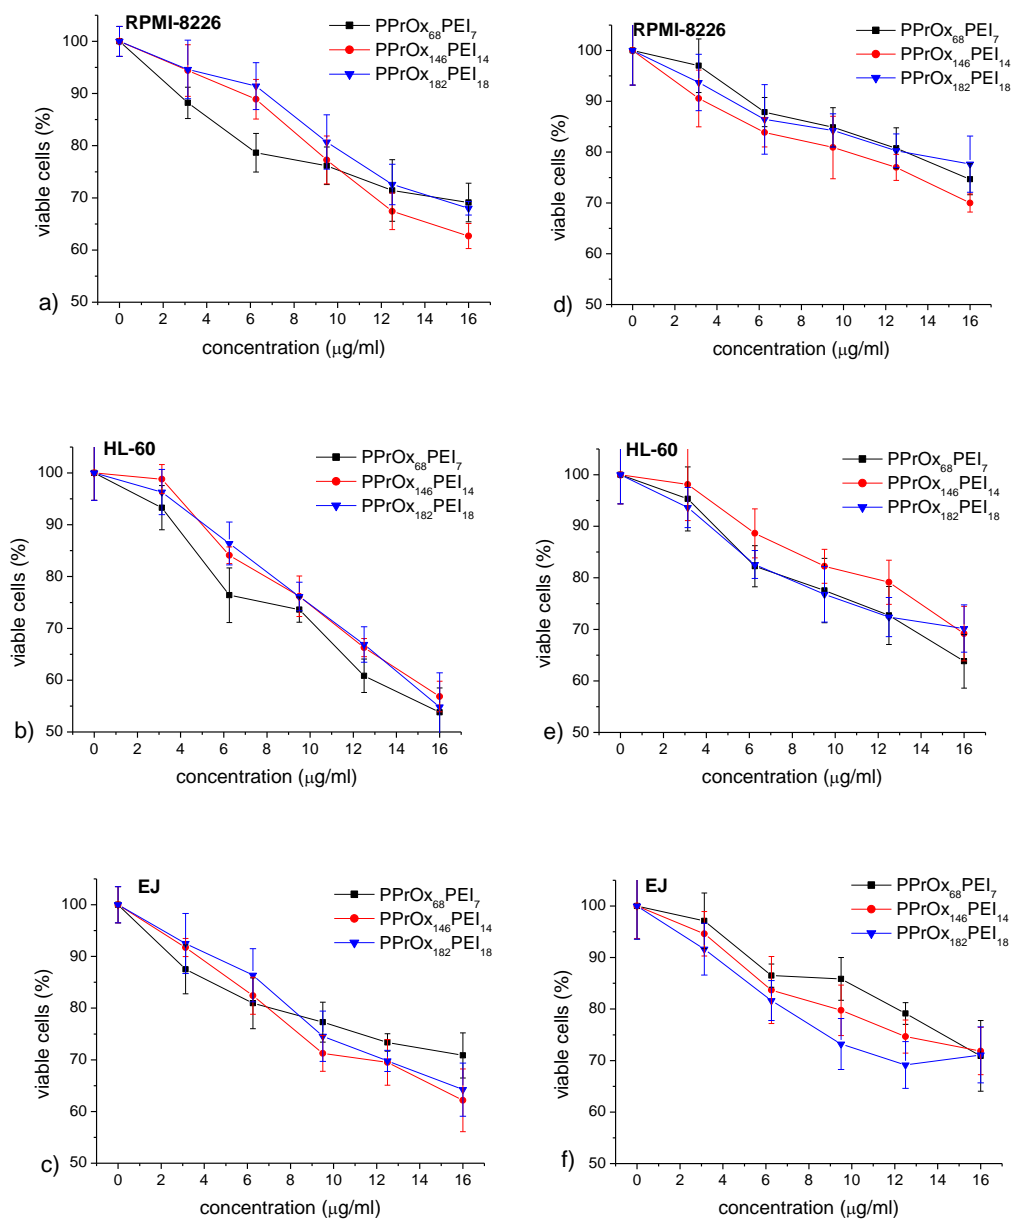 RPMI-8226
PPrOx68PEI7
PPrOx146PEI14
PPrOx182PEI18
100
90
80
70
60
50
viable cells (%)
a)
0 2 4 6 8 10 12 14 16
concentration (μg/ml)
RPMI-8226
PPrOx68PEI7
PPrOx146PEI14
PPrOx182PEI18
100
90
80
70
60
50
viable cells (%)
d)
0 2 4 6 8 10 12 14 16
concentration (μg/ml)
HL-60
PPrOx68PEI7
PPrOx146PEI14
PPrOx182PEI18
100
90
80
70
60
50
viable cells (%)
b)
0 2 4 6 8 10 12 14 16
concentration (μg/ml)
HL-60
PPrOx68PEI7
PPrOx146PEI14
PPrOx182PEI18
100
90
80
70
60
50
viable cells (%)
e)
0 2 4 6 8 10 12 14 16
concentration (μg/ml)
EJ
PPrOx68PEI7
PPrOx146PEI14
PPrOx182PEI18
100
90
80
70
60
50
viable cells (%)
c)
0 2 4 6 8 10 12 14 16
concentration (μg/ml)
EJ
PPrOx68PEI7
PPrOx146PEI14
PPrOx182PEI18
100
90
80
70
60
50
viable cells (%)
f)
0 2 4 6 8 10 12 14 16
concentration (μg/ml)